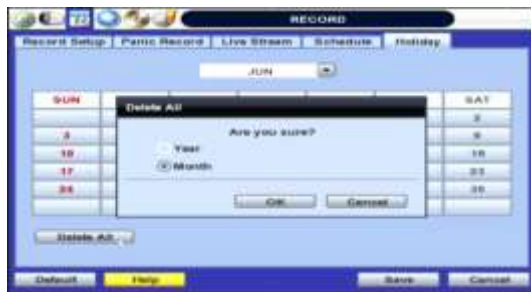 RECORD
Record Setup Panic Record Live Stream Schedule Holiday
JUN
SUN SAT
Delete All
2
Are you sure?
3 9
Year
10 16
Month
17 23
24 30
OK Cancel
Delete All
Default Help Save Cancel